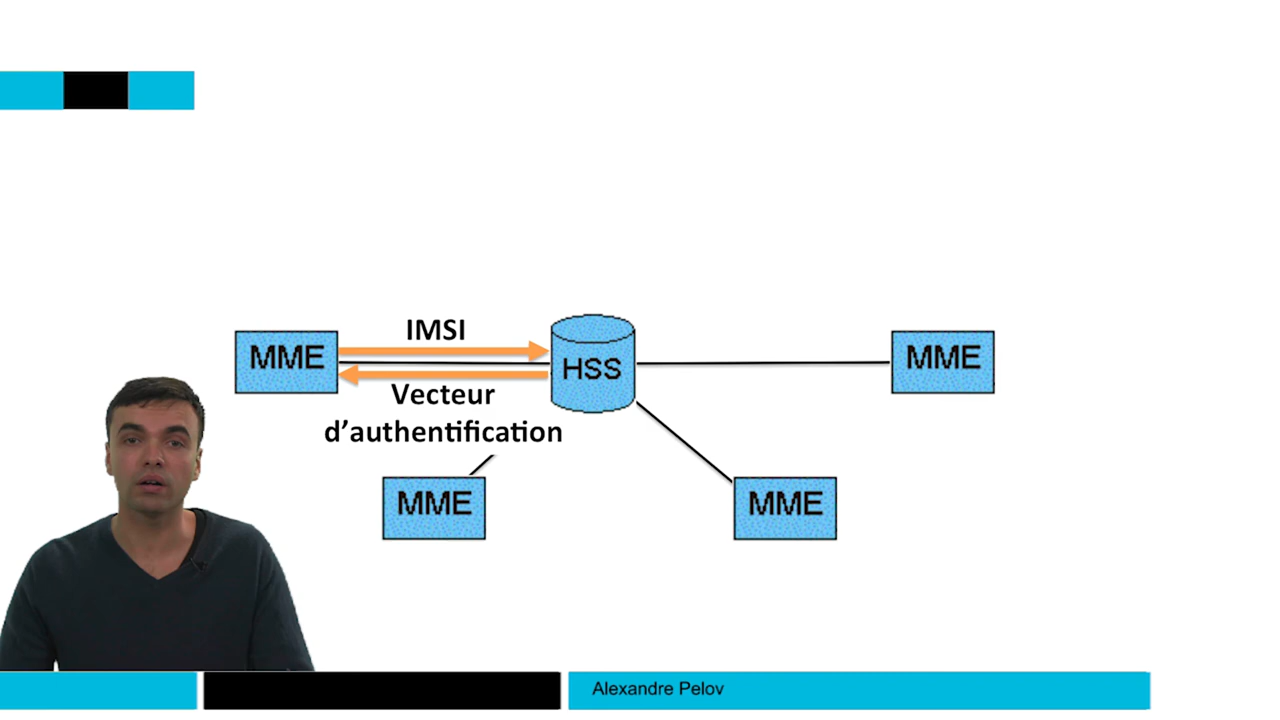 IMSI
MME
HSS
MME
Vecteur
d’authentification
MME
MME
Alexandre Pelov